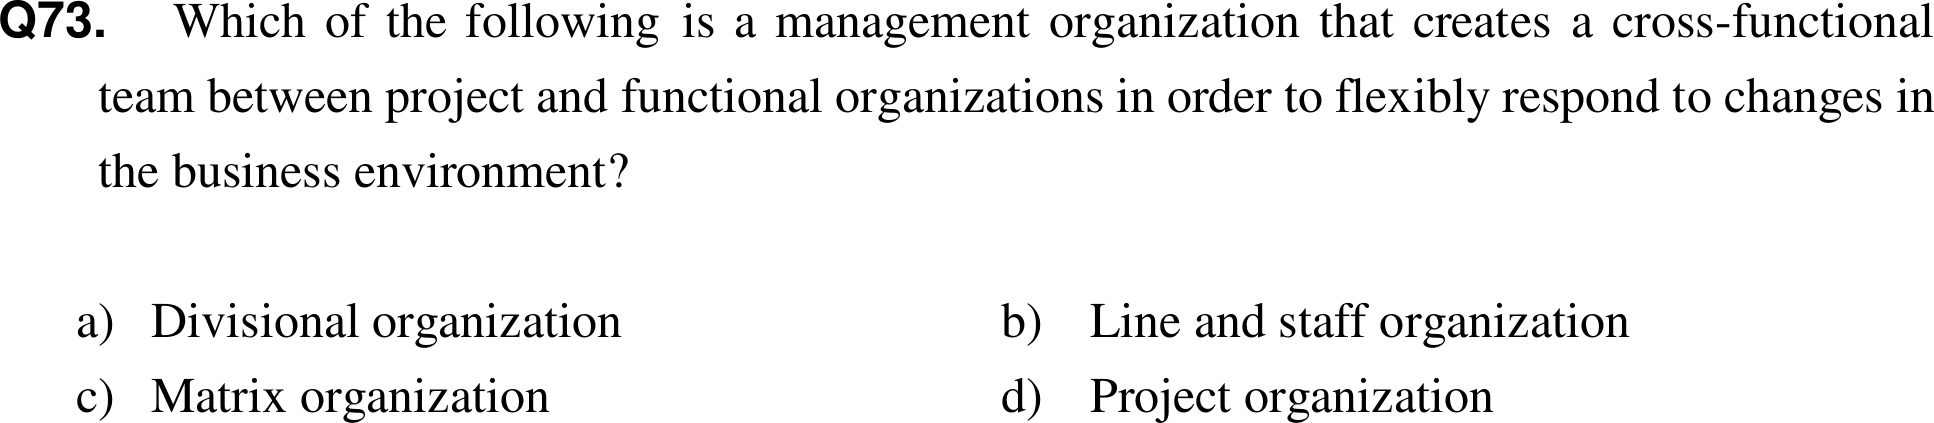 Q73. Which of the following is a management organization that creates a cross-functional
team between project and functional organizations in order to flexibly respond to changes in
the business environment?
a) Divisional organization b) Line and staff organization
c) Matrix organization d) Project organization